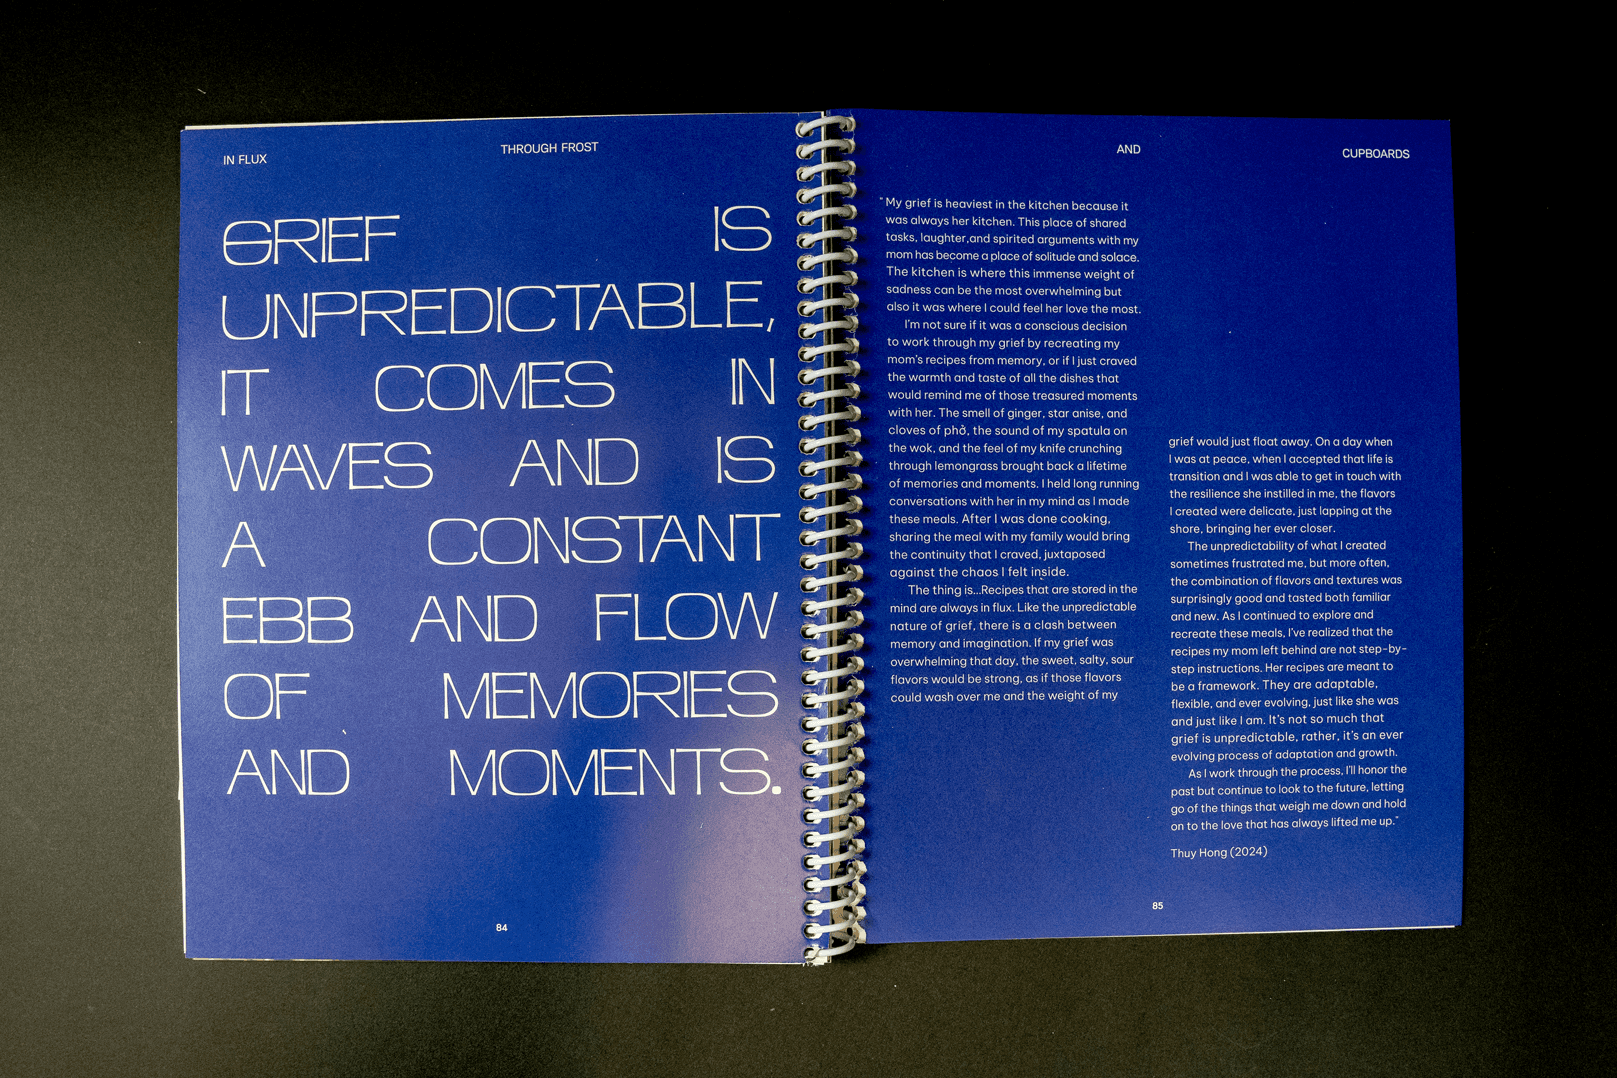 IN FLUX
THROUGH FROST
GRIEF IS
UNPREDICTABLE,
IT COMES IN
WAVES AND IS
A CONSTANT
EBB AND FLOW
OF MEMORIES
AND MOMENTS.
84
AND
CUPBOARDS
"My grief is heaviest in the kitchen because it
was always her kitchen. This place of shared
tasks, laughter,and spirited arguments with my
mom has become a place of solitude and solace.
The kitchen is where this immense weight of
sadness can be the most overwhelming but
also it was where I could feel her love the most.
I'm not sure if it was a conscious decision
to work through my grief by recreating my
mom's recipes from memory, or if I just craved
the warmth and taste of all the dishes that
would remind me of those treasured moments
with her. The smell of ginger, star anise, and
cloves of phở, the sound of my spatula on
the wok, and the feel of my knife crunching
through lemongrass brought back a lifetime
of memories and moments. I held long running
conversations with her in my mind as I made
these meals. After I was done cooking,
sharing the meal with my family would bring
the continuity that I craved, juxtaposed
against the chaos I felt inside.
The thing is...Recipes that are stored in the
mind are always in flux. Like the unpredictable
nature of grief, there is a clash between
memory and imagination. If my grief was
overwhelming that day, the sweet, salty, sour
flavors would be strong, as if those flavors
could wash over me and the weight of my
grief would just float away. On a day when
I was at peace, when I accepted that life is
transition and I was able to get in touch with
the resilience she instilled in me, the flavors
I created were delicate, just lapping at the
shore, bringing her ever closer.
The unpredictability of what I created
sometimes frustrated me, but more often,
the combination of flavors and textures was
surprisingly good and tasted both familiar
and new. As I continued to explore and
recreate these meals, I've realized that the
recipes my mom left behind are not step-by-
step instructions. Her recipes are meant to
be a framework. They are adaptable,
flexible, and ever evolving, just like she was
and just like I am. It's not so much that
grief is unpredictable, rather, it's an ever
evolving process of adaptation and growth.
As I work through the process, I'll honor the
past but continue to look to the future, letting
go of the things that weigh me down and hold
on to the love that has always lifted me up."
Thuy Hong (2024)
85